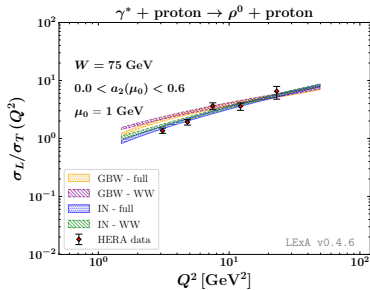 γ* + proton → ρ⁰ + proton
σ_L/σ_T (Q²)
10²
10¹
10⁰
10⁻¹
10⁻²
W = 75 GeV
0.0 < a₂(μ₀) < 0.6
μ₀ = 1 GeV
GBW - full
GBW - WW
IN - full
IN - WW
HERA data
LExA v0.4.6
10⁰ 10¹ 10²
Q² [GeV²]